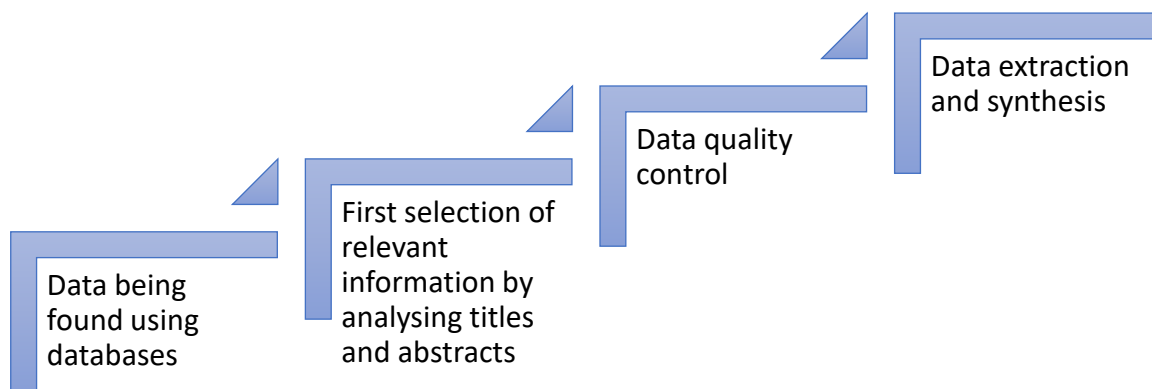 Data being
found using
databases
First selection of
relevant
information by
analysing titles
and abstracts
Data quality
control
Data extraction
and synthesis